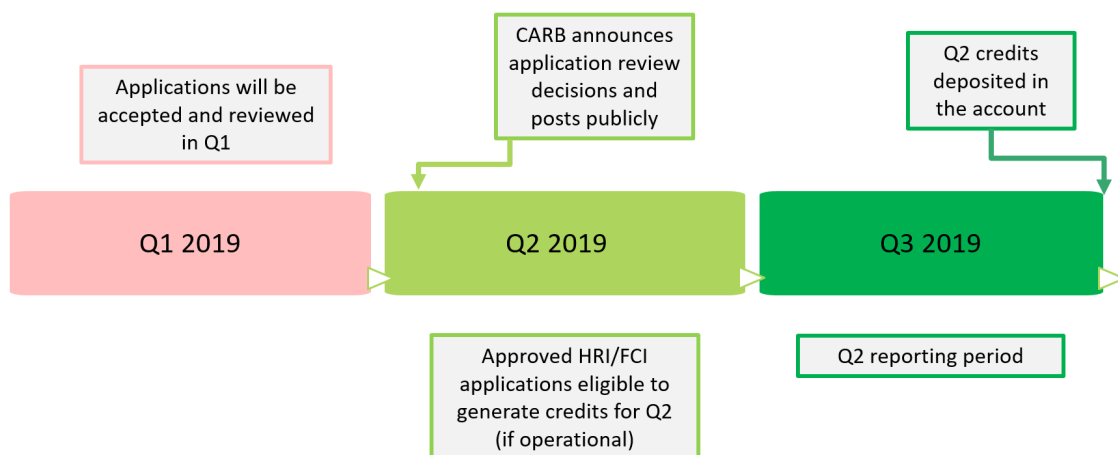 CARB announces
application review
decisions and
posts publicly
Q2 credits
deposited in
the account
Applications will be
accepted and reviewed
in Q1
Q1 2019
Q2 2019
Q3 2019
Approved HRI/FCI
applications eligible to
generate credits for Q2
(if operational)
Q2 reporting period